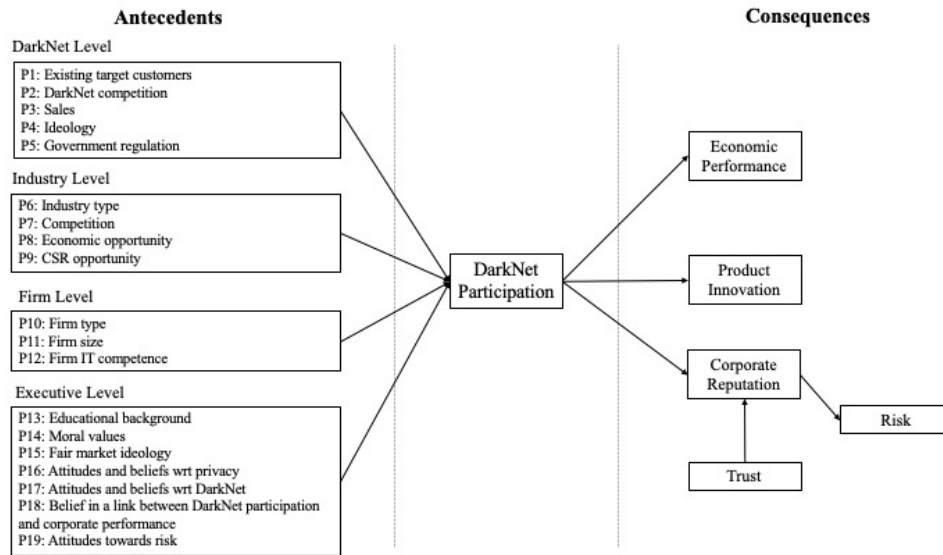 Antecedents
DarkNet Level
P1: Existing target customers
P2: DarkNet competition
P3: Sales
P4: Ideology
P5: Government regulation
Industry Level
P6: Industry type
P7: Competition
P8: Economic opportunity
P9: CSR opportunity
Firm Level
P10: Firm type
P11: Firm size
P12: Firm IT competence
Executive Level
P13: Educational background
P14: Moral values
P15: Fair market ideology
P16: Attitudes and beliefs wrt privacy
P17: Attitudes and beliefs wrt DarkNet
P18: Belief in a link between DarkNet participation
and corporate performance
P19: Attitudes towards risk
DarkNet
Participation
Consequences
Economic
Performance
Product
Innovation
Corporate
Reputation
Risk
Trust